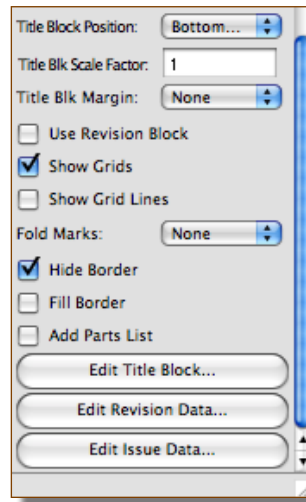 Title Block Position: Bottom...
Title Blk Scale Factor: 1
Title Blk Margin: None
Use Revision Block
Show Grids
Show Grid Lines
Fold Marks: None
Hide Border
Fill Border
Add Parts List
Edit Title Block...
Edit Revision Data...
Edit Issue Data...